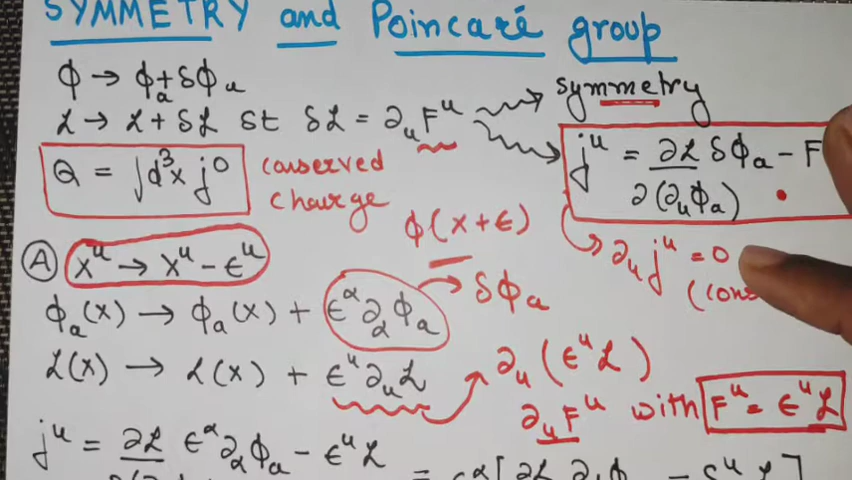 SYMMETRY and Poincaré group
ϕ → ϕ_a + δϕ_a
ℒ → ℒ + δℒ st δℒ = ∂_μ F^μ
symmetry
Q = ∫d³x j⁰
conserved
charge
j^μ = ∂ℒ/∂(∂_μϕ_a) δϕ_a - F
∂_μ j^μ = 0
ϕ(x+ϵ)
(A) x^μ → x^μ - ϵ^μ
ϕ_a(x) → ϕ_a(x) + ϵ^α ∂_α ϕ_a → δϕ_a
ℒ(x) → ℒ(x) + ϵ^μ ∂_μ ℒ
∂_μ(ϵ^μ ℒ)
∂_μ F^μ with F^μ = ϵ^μ ℒ
j^μ = ∂ℒ ϵ^α ∂_α ϕ_a - ϵ^μ ℒ